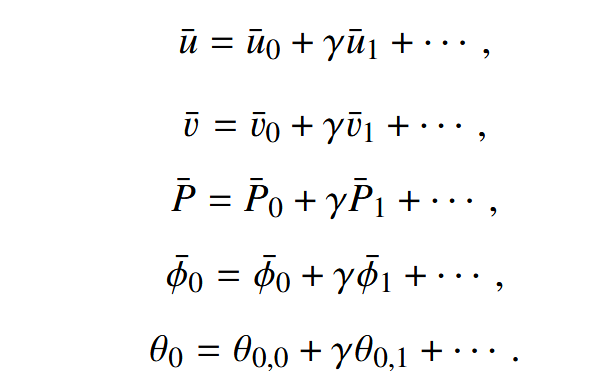 ū = ū₀ + γū₁ + ··· ,
v̄ = v̄₀ + γv̄₁ + ··· ,
P̄ = P̄₀ + γP̄₁ + ··· ,
ϕ̄₀ = ϕ̄₀ + γϕ̄₁ + ··· ,
θ₀ = θ₀,₀ + γθ₀,₁ + ··· .